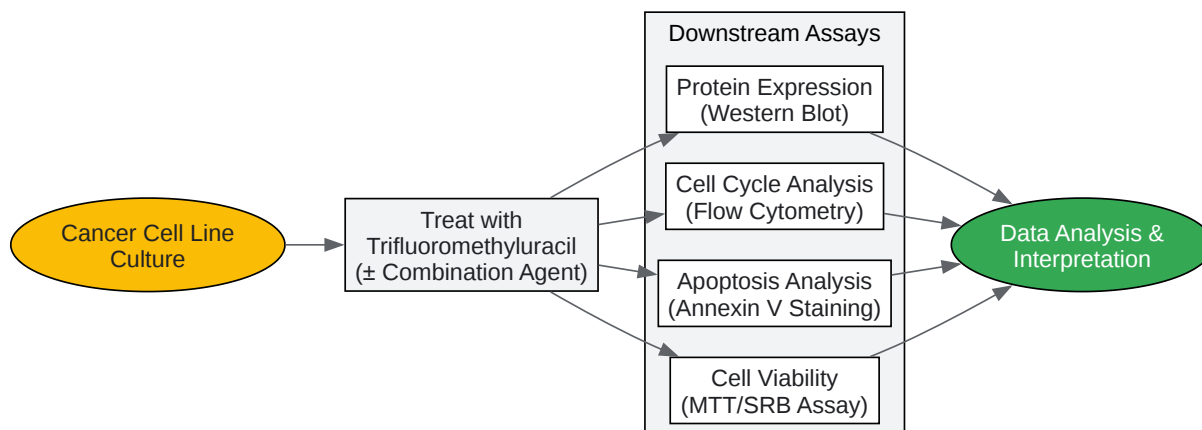 Cancer Cell Line
Culture
Treat with
Trifluoromethyluracil
(± Combination Agent)
Downstream Assays
Protein Expression
(Western Blot)
Cell Cycle Analysis
(Flow Cytometry)
Apoptosis Analysis
(Annexin V Staining)
Cell Viability
(MTT/SRB Assay)
Data Analysis &
Interpretation